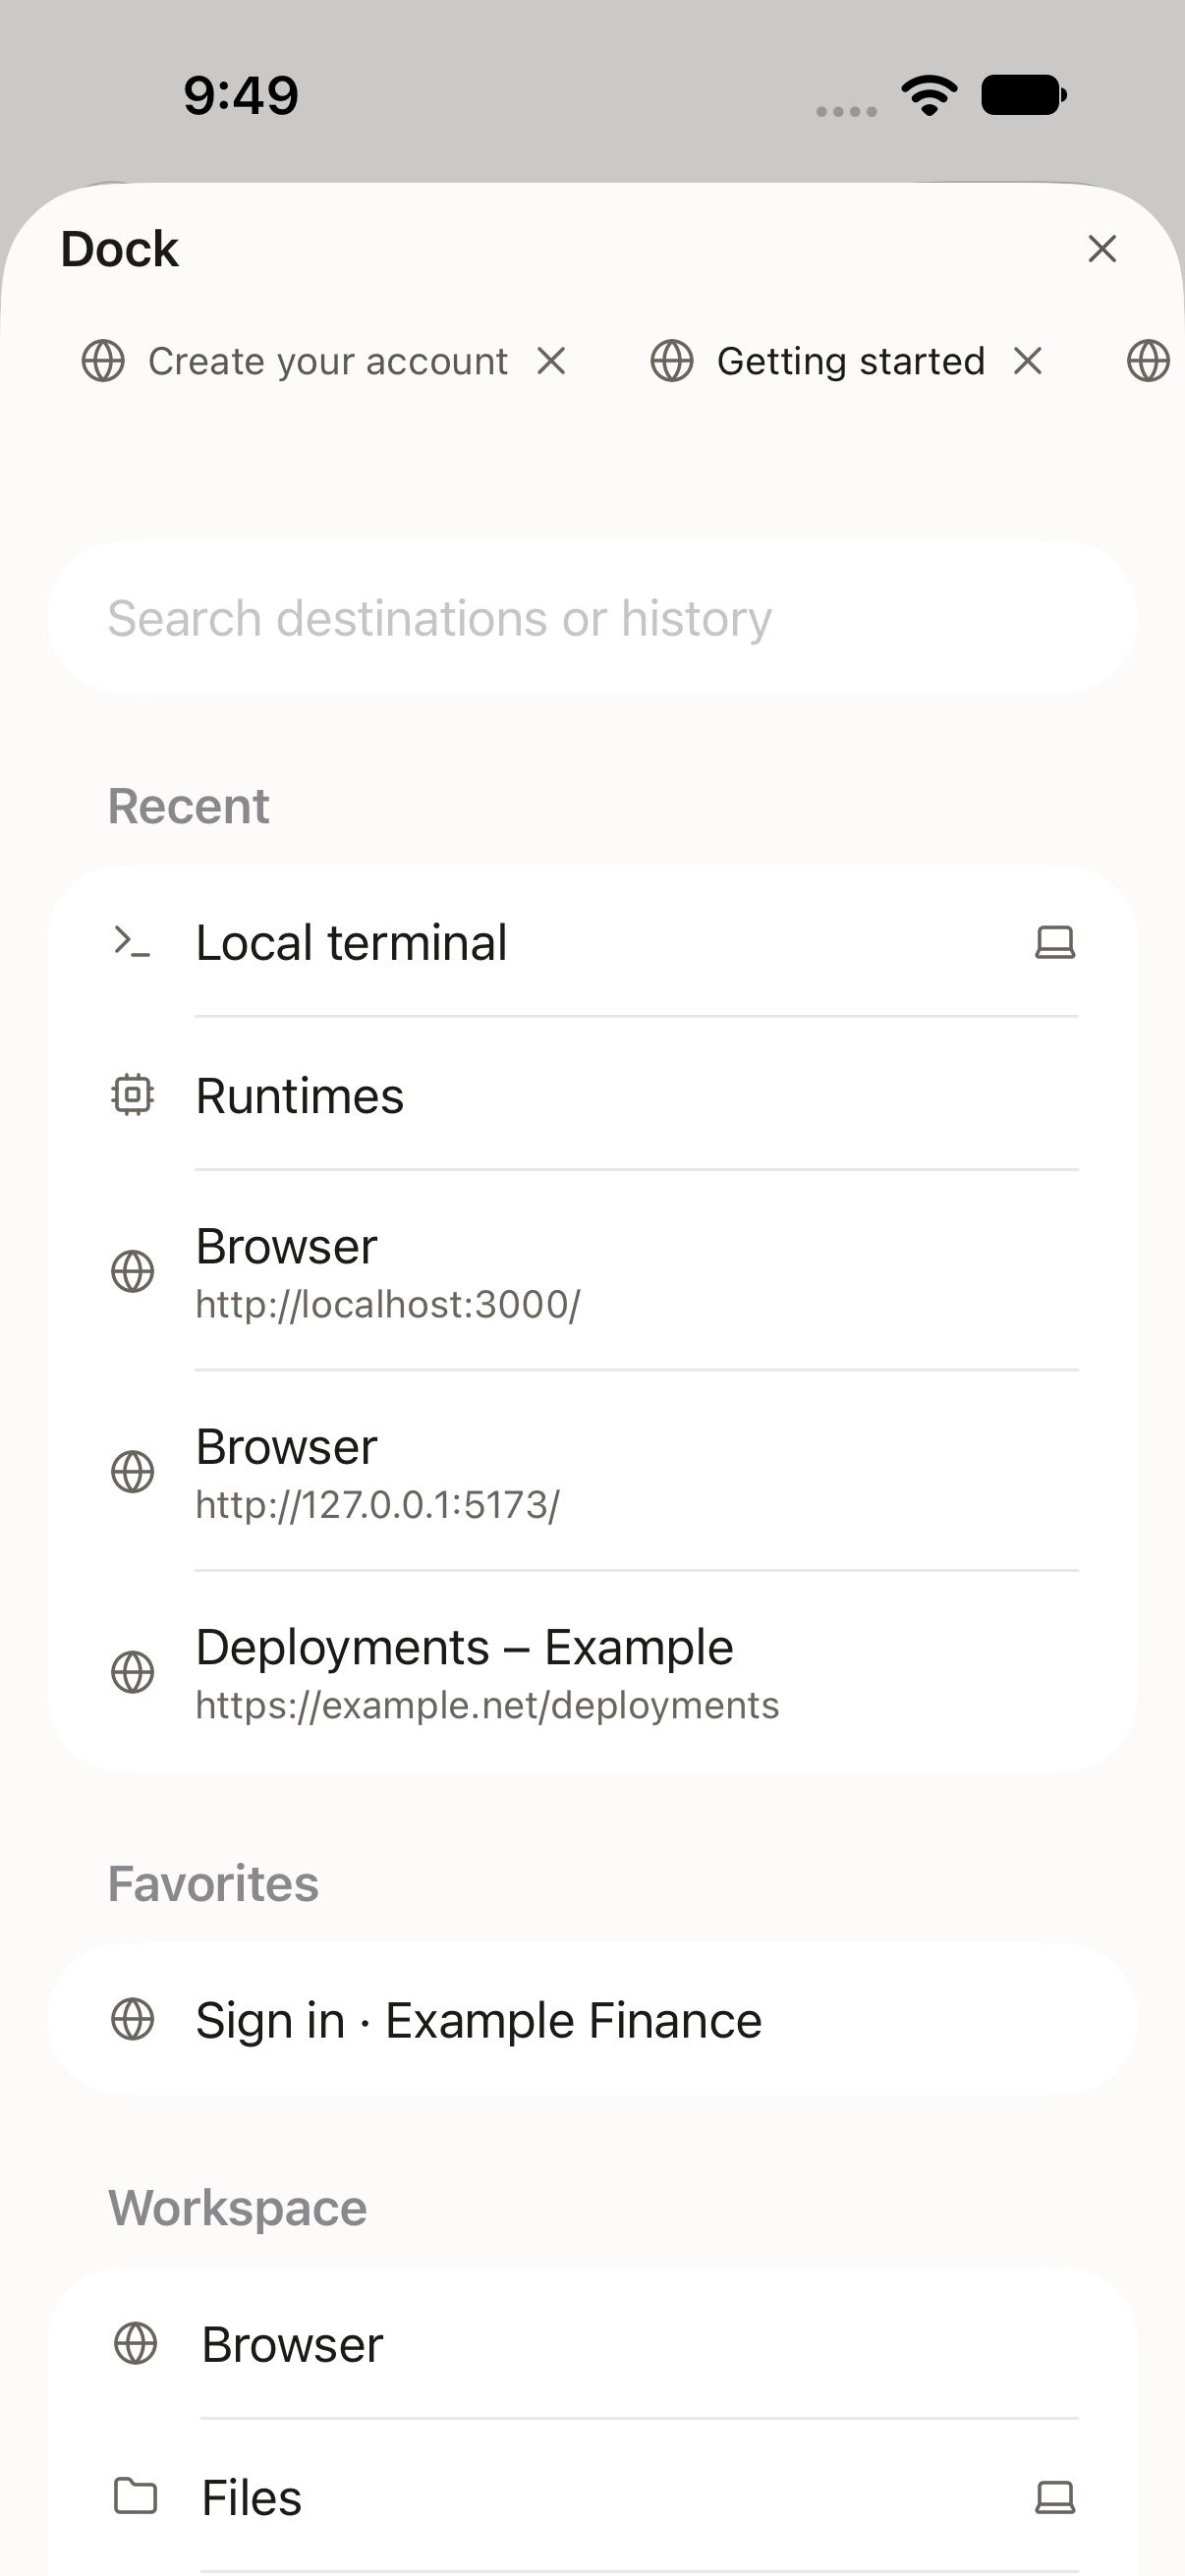 9:49
Dock
Create your account
Getting started
Search destinations or history
Recent
Local terminal
Runtimes
Browser
http://localhost:3000/
Browser
http://127.0.0.1:5173/
Deployments – Example
https://example.net/deployments
Favorites
Sign in · Example Finance
Workspace
Browser
Files